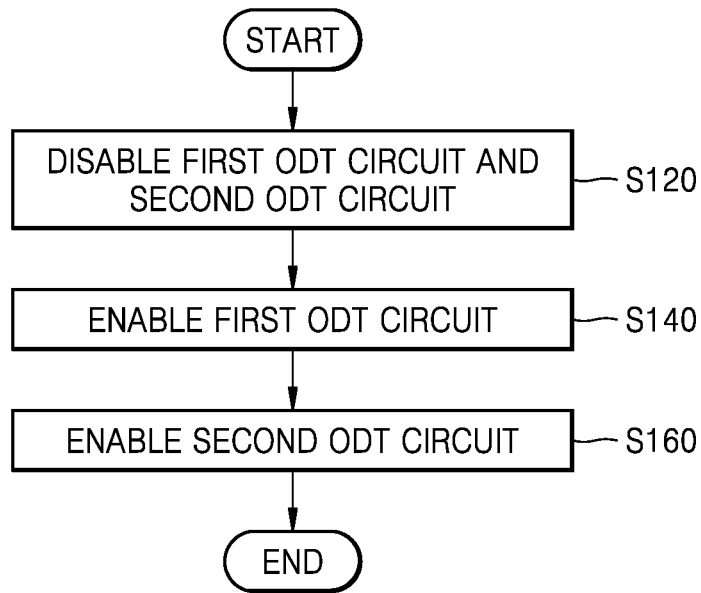 START
DISABLE FIRST ODT CIRCUIT AND
SECOND ODT CIRCUIT
S120
ENABLE FIRST ODT CIRCUIT
S140
ENABLE SECOND ODT CIRCUIT
S160
END